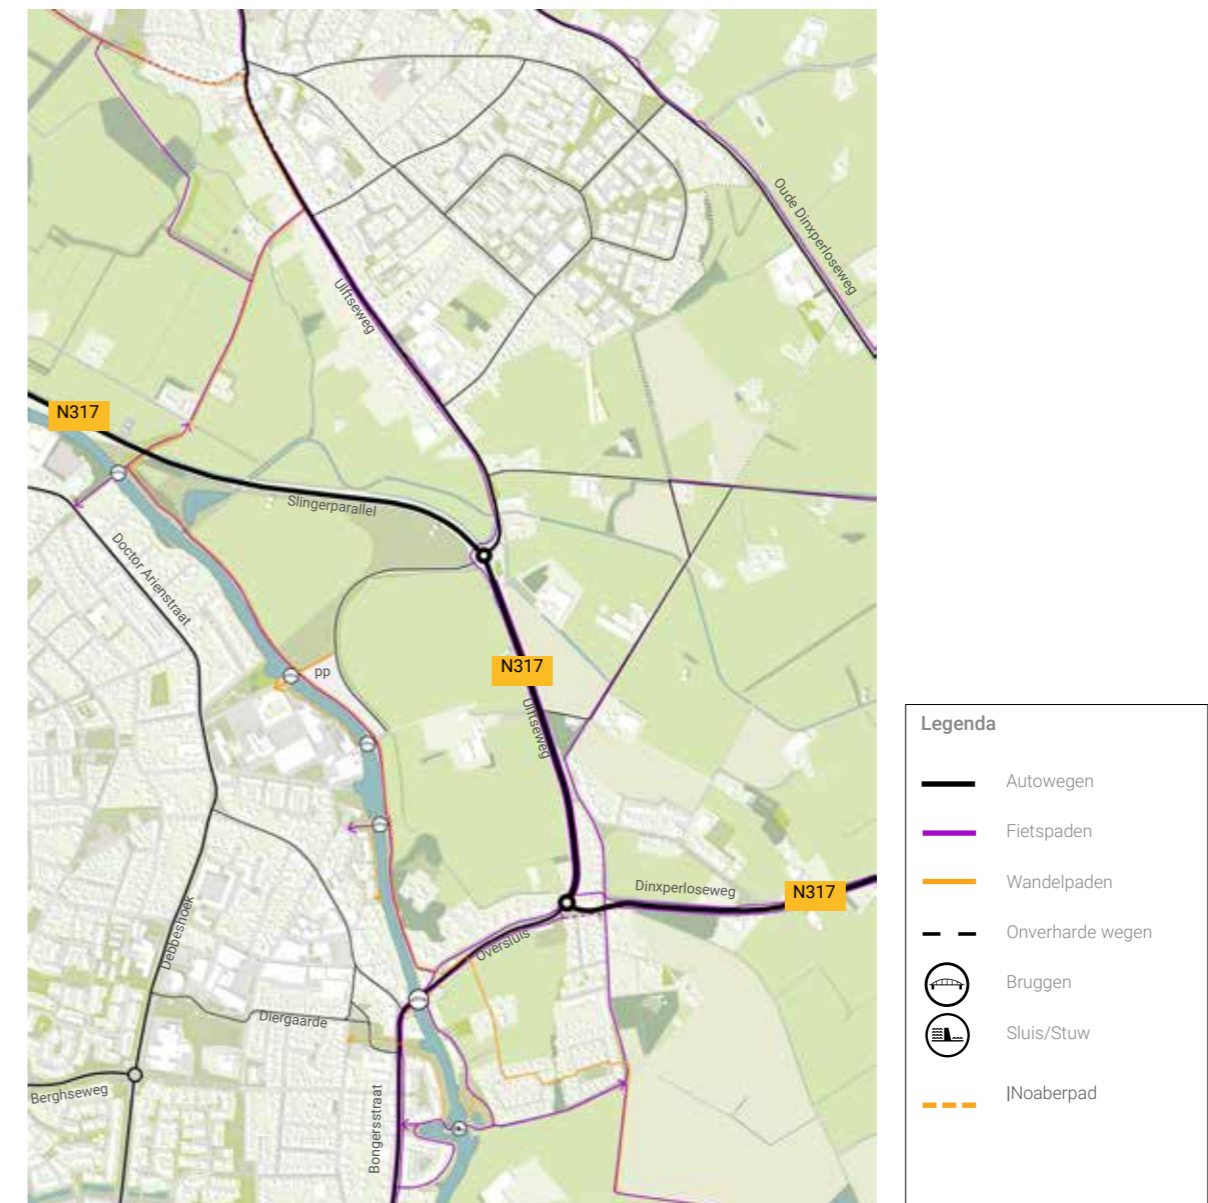 Oude Dinxperloseweg
Ulftseweg
N317
Slingerparallel
Doctor Arienstraat
N317
pp
Ulftseweg
Dinxperloseweg
N317
Debbeshoek
Oversluis
Diergaarde
Berghseweg
Bongersstraat
Legenda
Autowegen
Fietspaden
Wandelpaden
Onverharde wegen
Bruggen
Sluis/Stuw
|Noaberpad